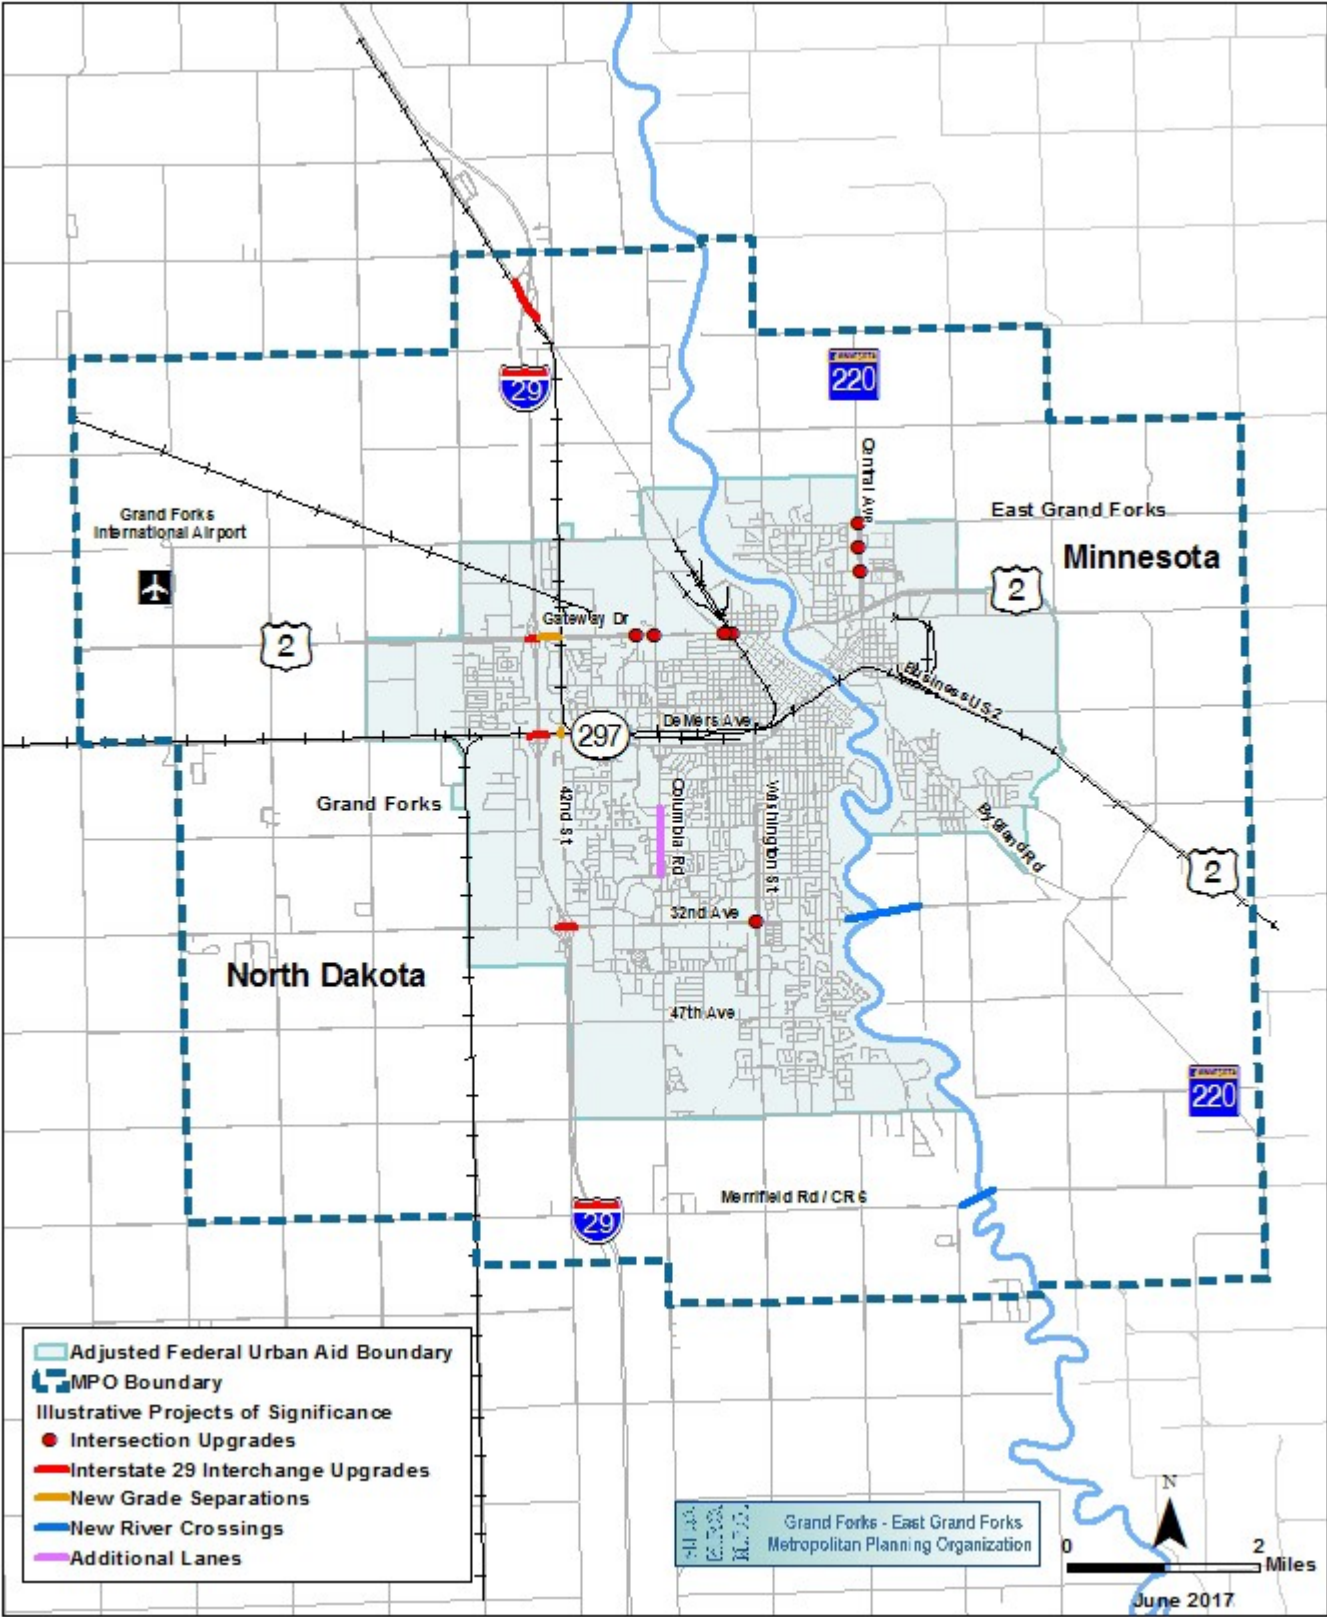 29
MINNESOTA
220
Central Ave
Grand Forks
International Airport
East Grand Forks
Minnesota
2
2
Gateway Dr
Business US 2
DeMers Ave
297
Grand Forks
42nd St
Columbia Rd
Washington St
Bygland Rd
2
32nd Ave
North Dakota
47th Ave
MINNESOTA
220
Merrifield Rd / CR 6
29
Adjusted Federal Urban Aid Boundary
MPO Boundary
Illustrative Projects of Significance
Intersection Upgrades
Interstate 29 Interchange Upgrades
New Grade Separations
New River Crossings
Additional Lanes
Grand Forks - East Grand Forks
Metropolitan Planning Organization
N
0 2
Miles
June 2017